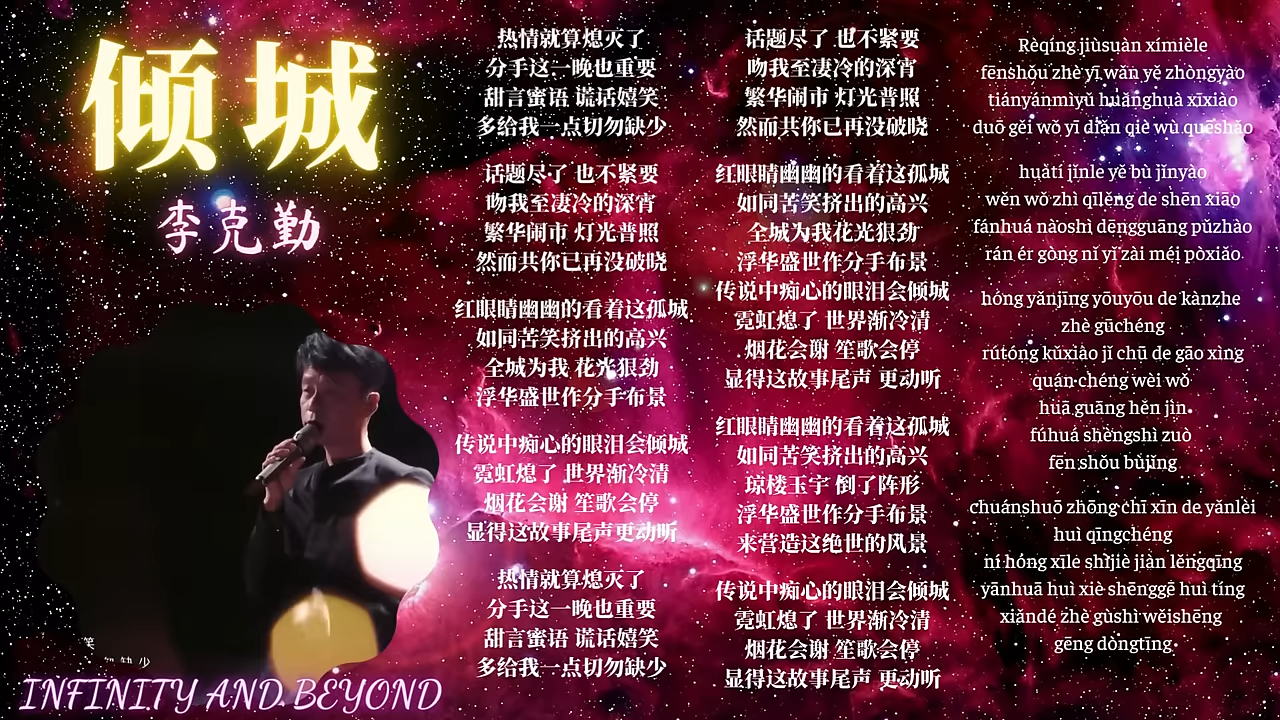 倾城
李克勤
笑
切缺少
INFINITY AND BEYOND
热情就算熄灭了
分手这一晚也重要
甜言蜜语 谎话嬉笑
多给我一点切勿缺少
话题尽了 也不紧要
吻我至凄冷的深宵
繁华闹市 灯光普照
然而共你已再没破晓
红眼睛幽幽的看着这孤城
如同苦笑挤出的高兴
全城为我 花光狠劲
浮华盛世作分手布景
传说中痴心的眼泪会倾城
霓虹熄了 世界渐冷清
烟花会谢 笙歌会停
显得这故事尾声更动听
热情就算熄灭了
分手这一晚也重要
甜言蜜语 谎话嬉笑
多给我一点切勿缺少
话题尽了 也不紧要
吻我至凄冷的深宵
繁华闹市 灯光普照
然而共你已再没破晓
红眼睛幽幽的看着这孤城
如同苦笑挤出的高兴
全城为我花光狠劲
浮华盛世作分手布景
传说中痴心的眼泪会倾城
霓虹熄了 世界渐冷清
烟花会谢 笙歌会停
显得这故事尾声 更动听
红眼睛幽幽的看着这孤城
如同苦笑挤出的高兴
琼楼玉宇 倒了阵形
浮华盛世作分手布景
来营造这绝世的风景
传说中痴心的眼泪会倾城
霓虹熄了 世界渐冷清
烟花会谢 笙歌会停
显得这故事尾声 更动听
Rèqíng jiùsuàn xímièle
fēnshǒu zhè yī wǎn yě zhòngyào
tiányánmìyǔ huǎnghuà xīxiào
duō gěi wǒ yī diǎn qiè wù quēshǎo
huàtí jǐnle yě bù jǐnyào
wěn wǒ zhì qīlěng de shēn xiāo
fánhuá nàoshì dēngguāng pǔzhào
rán ér gòng nǐ yǐ zài méi pòxiǎo
hóng yǎnjīng yōuyōu de kànzhe
zhè gūchéng
rútóng kǔxiào jǐ chū de gāo xìng
quán chéng wèi wǒ
huā guāng hěn jìn
fúhuá shèngshì zuò
fēn shǒu bùjǐng
chuánshuō zhōng chī xīn de yǎnlèi
huì qīngchéng
ní hóng xīle shìjiè jiàn lěngqīng
yānhuā huì xiè shēnggē huì tíng
xiǎndé zhè gùshì wěishēng
gēng dòngtīng